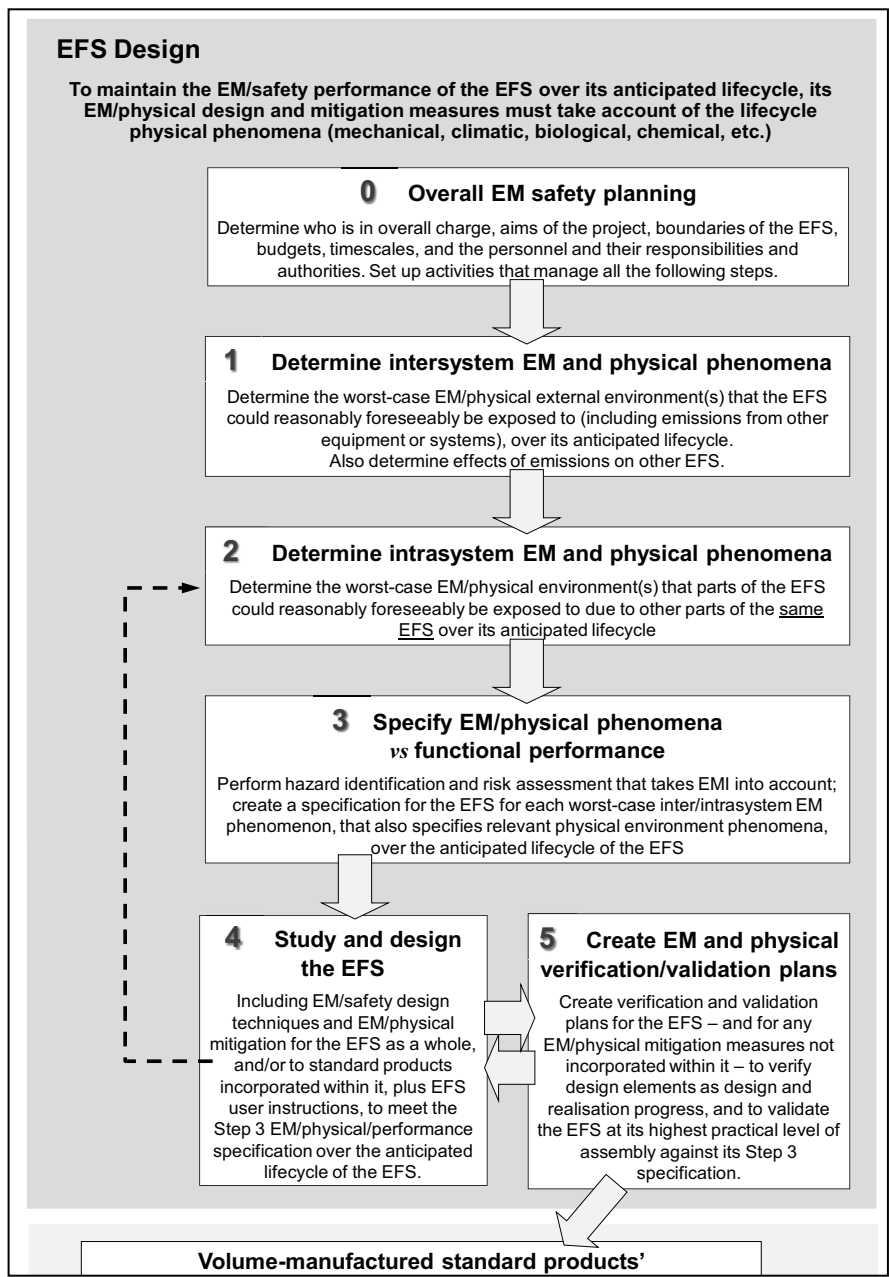 EFS Design
To maintain the EM/safety performance of the EFS over its anticipated lifecycle, its
EM/physical design and mitigation measures must take account of the lifecycle
physical phenomena (mechanical, climatic, biological, chemical, etc.)
0 Overall EM safety planning
Determine who is in overall charge, aims of the project, boundaries of the EFS,
budgets, timescales, and the personnel and their responsibilities and
authorities. Set up activities that manage all the following steps.
1 Determine intersystem EM and physical phenomena
Determine the worst-case EM/physical external environment(s) that the EFS
could reasonably foreseeably be exposed to (including emissions from other
equipment or systems), over its anticipated lifecycle.
Also determine effects of emissions on other EFS.
2 Determine intrasystem EM and physical phenomena
Determine the worst-case EM/physical environment(s) that parts of the EFS
could reasonably foreseeably be exposed to due to other parts of the same
EFS over its anticipated lifecycle
3 Specify EM/physical phenomena
vs functional performance
Perform hazard identification and risk assessment that takes EMI into account;
create a specification for the EFS for each worst-case inter/intrasystem EM
phenomenon, that also specifies relevant physical environment phenomena,
over the anticipated lifecycle of the EFS
4 Study and design
the EFS
Including EM/safety design
techniques and EM/physical
mitigation for the EFS as a whole,
and/or to standard products
incorporated within it, plus EFS
user instructions, to meet the
Step 3 EM/physical/performance
specification over the anticipated
lifecycle of the EFS.
5 Create EM and physical
verification/validation plans
Create verification and validation
plans for the EFS – and for any
EM/physical mitigation measures not
incorporated within it – to verify
design elements as design and
realisation progress, and to validate
the EFS at its highest practical level of
assembly against its Step 3
specification.
Volume-manufactured standard products'